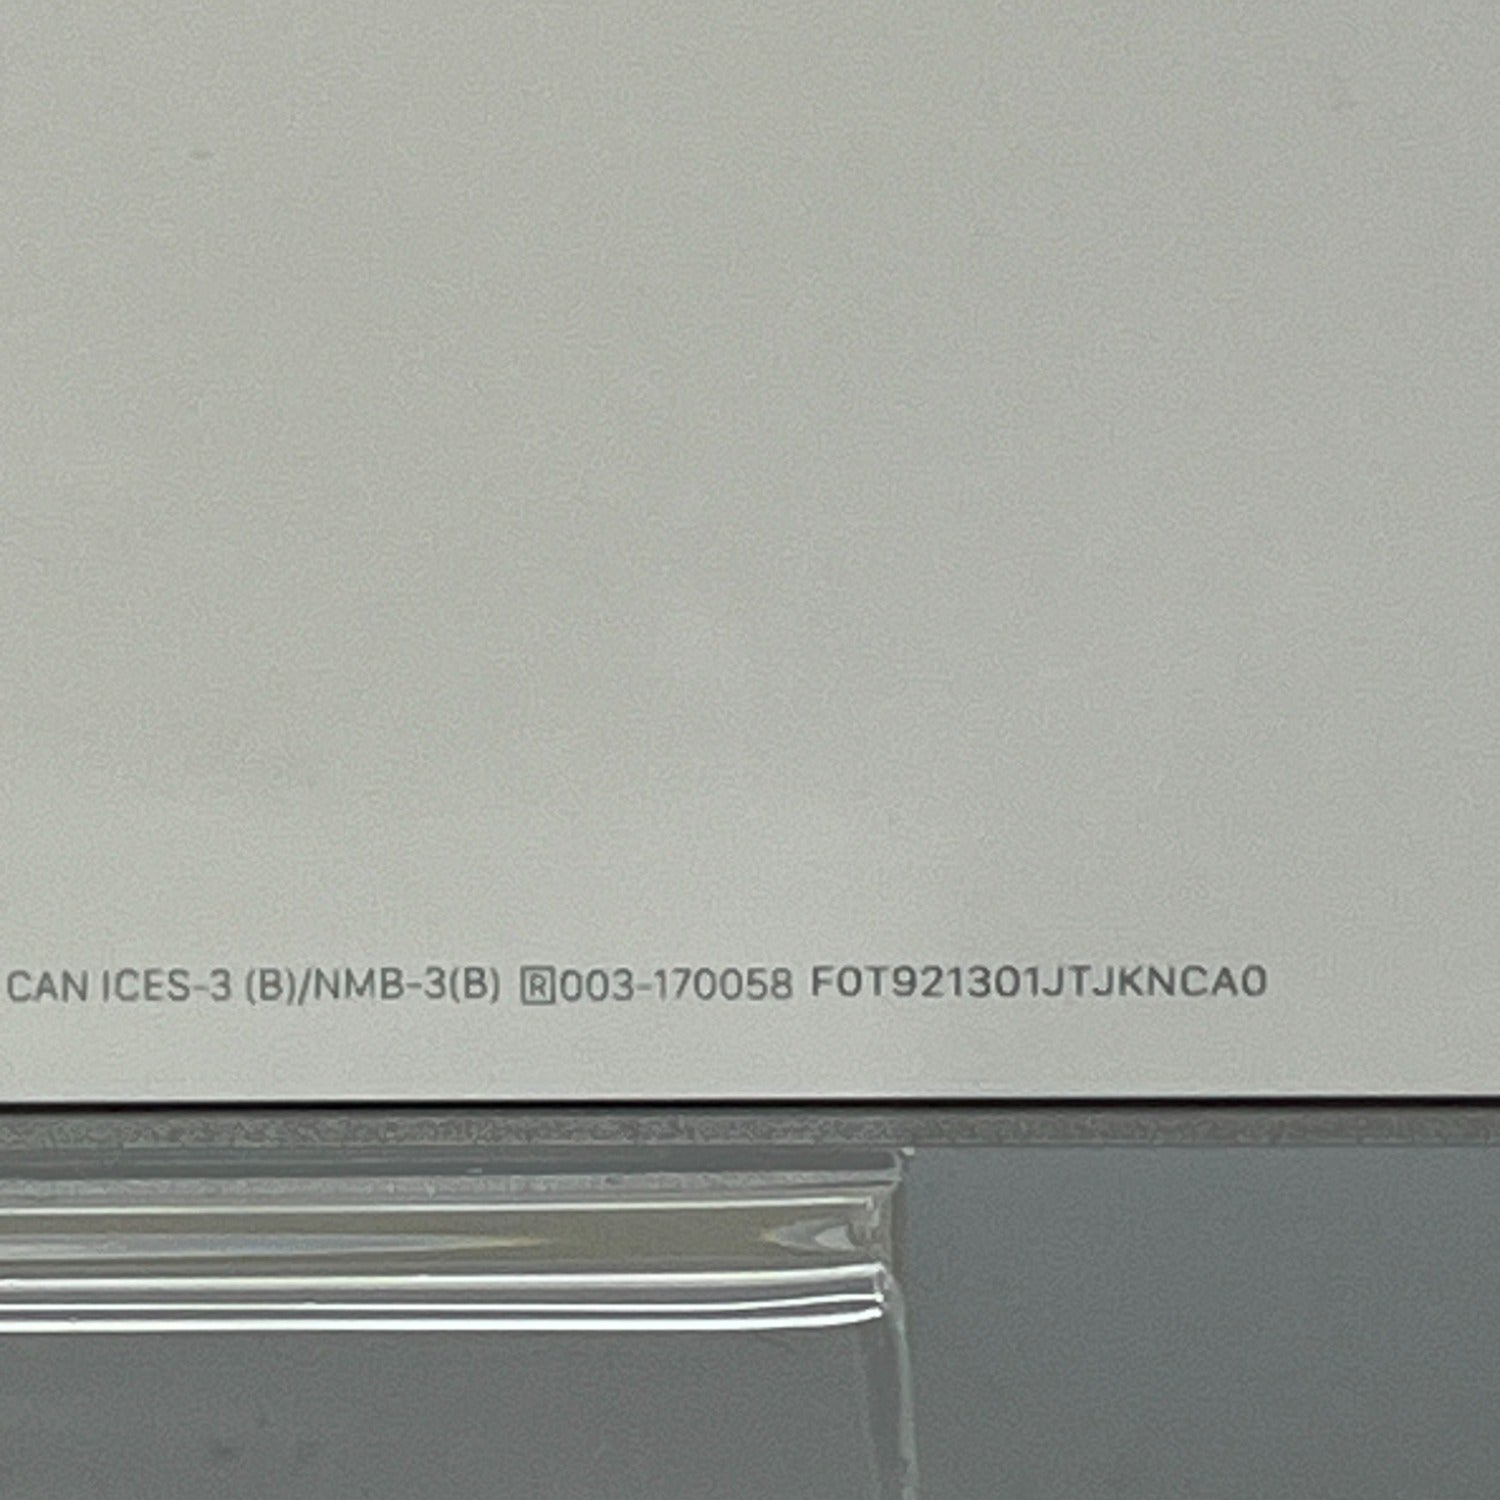 CAN ICES-3 (B)/NMB-3(B) 🅁003-170058 F0T921301JTJKNCA0